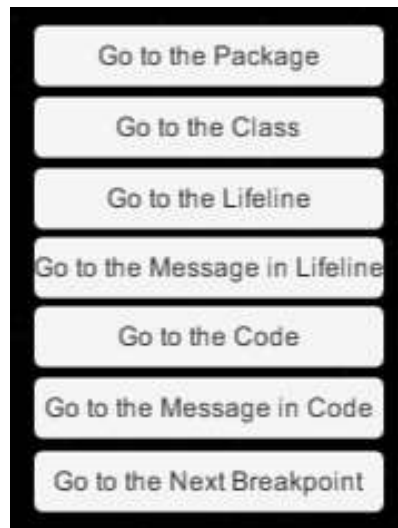 Go to the Package
Go to the Class
Go to the Lifeline
Go to the Message in Lifeline
Go to the Code
Go to the Message in Code
Go to the Next Breakpoint